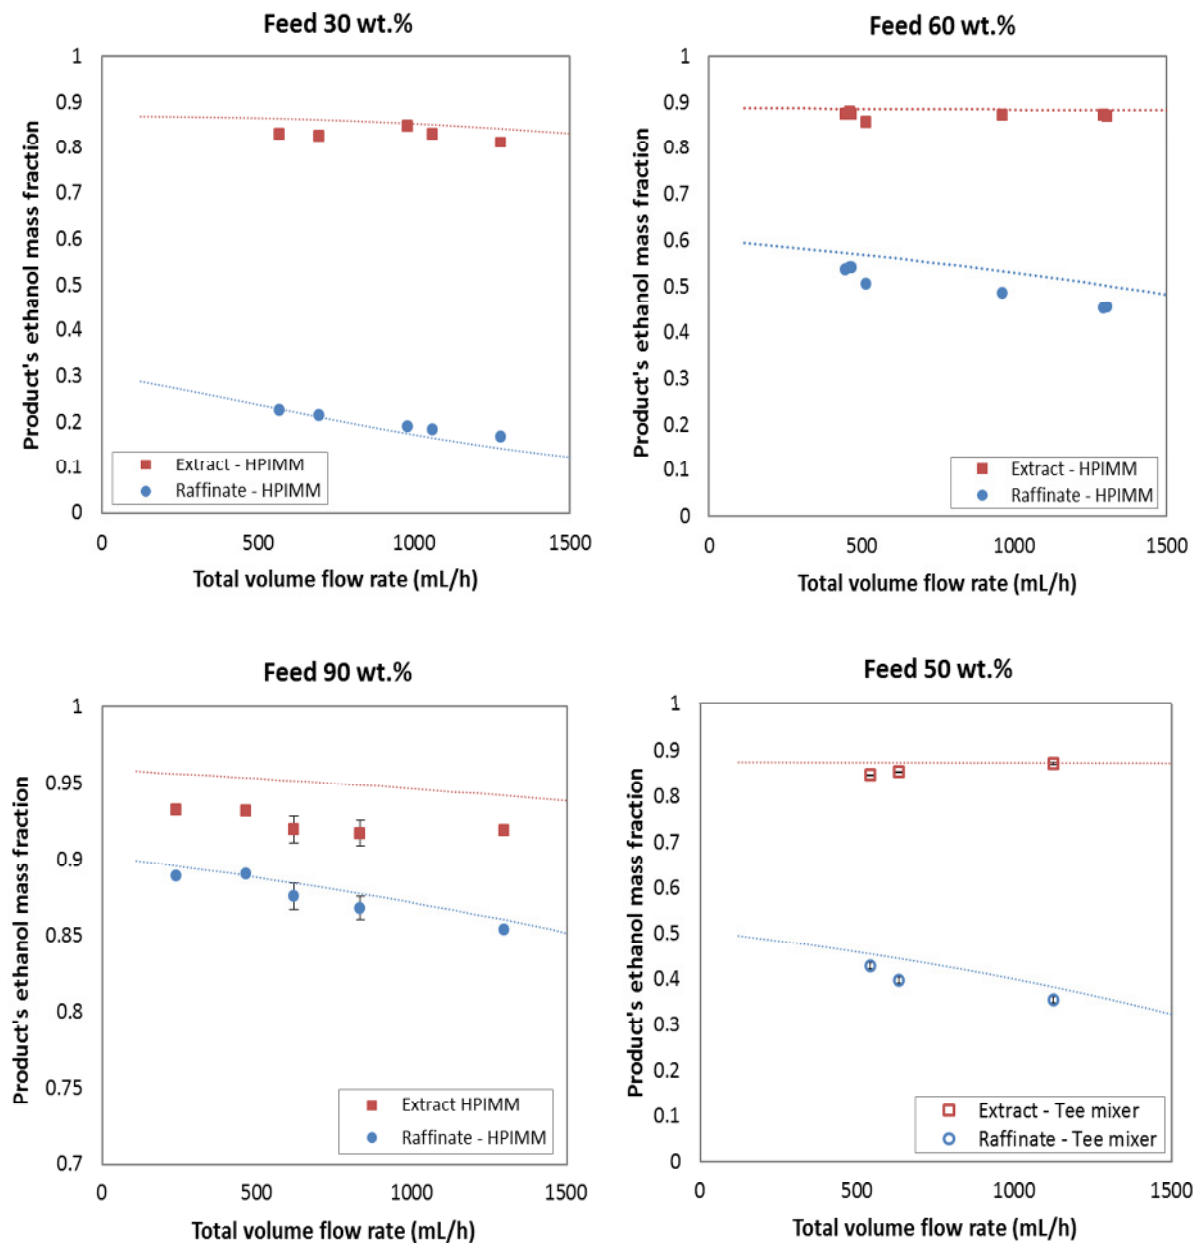 Feed 30 wt.%
Product's ethanol mass fraction
1
0.9
0.8
0.7
0.6
0.5
0.4
0.3
0.2
0.1
0
Extract - HPIMM
Raffinate - HPIMM
0 500 1000 1500
Total volume flow rate (mL/h)
Feed 60 wt.%
Product's ethanol mass fraction
1
0.9
0.8
0.7
0.6
0.5
0.4
0.3
0.2
0.1
0
Extract - HPIMM
Raffinate - HPIMM
0 500 1000 1500
Total volume flow rate (mL/h)
Feed 90 wt.%
Product's ethanol mass fraction
1
0.95
0.9
0.85
0.8
0.75
0.7
Extract HPIMM
Raffinate - HPIMM
0 500 1000 1500
Total volume flow rate (mL/h)
Feed 50 wt.%
Product's ethanol mass fraction
1
0.9
0.8
0.7
0.6
0.5
0.4
0.3
0.2
0.1
0
Extract - Tee mixer
Raffinate - Tee mixer
0 500 1000 1500
Total volume flow rate (mL/h)